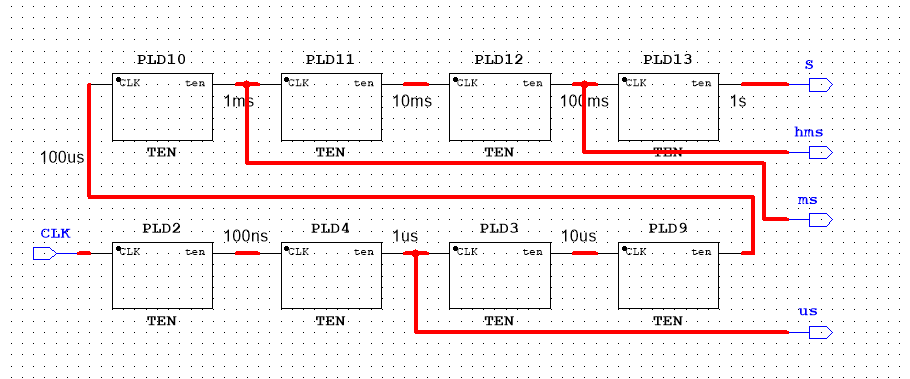 PLD10 PLD11 PLD12 PLD13
S
CLK ten CLK ten CLK ten CLK ten
1ms 10ms 100ms 1s
hms
TEN TEN TEN TEN
100us
ms
PLD2 PLD4 PLD3 PLD9
CLK 100ns 1us 10us
CLK ten CLK ten CLK ten CLK ten
us
TEN TEN TEN TEN